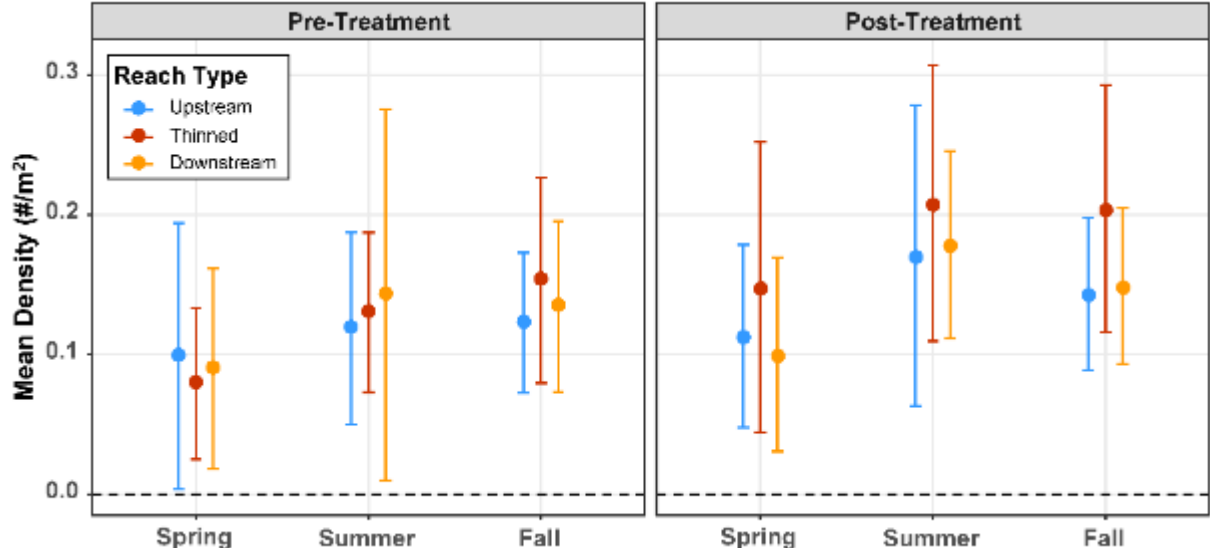 Pre-Treatment
Post-Treatment
Mean Density (#/m²)
0.3
0.2
0.1
0.0
Reach Type
Upstream
Thinned
Downstream
Spring
Summer
Fall
Spring
Summer
Fall